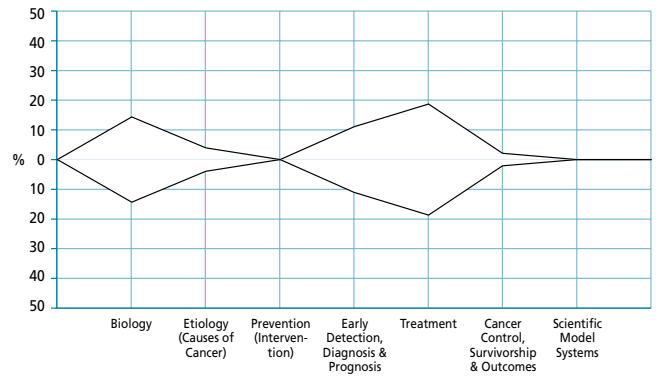 50
40
30
20
10
% 0
10
20
30
40
50
Biology
Etiology
(Causes of
Cancer)
Prevention
(Interven-
tion)
Early
Detection,
Diagnosis &
Prognosis
Treatment
Cancer
Control,
Survivorship
& Outcomes
Scientific
Model
Systems